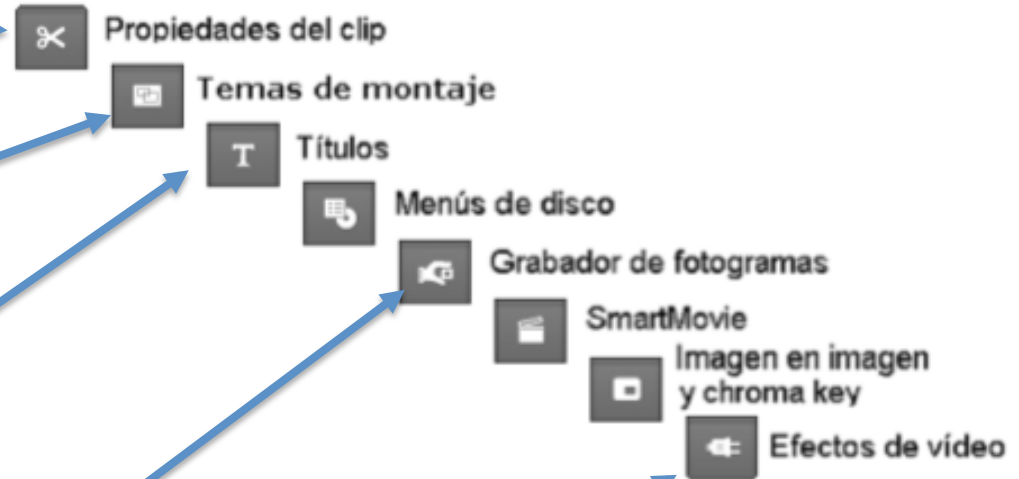 Propiedades del clip
Temas de montaje
T
Títulos
Menús de disco
Grabador de fotogramas
SmartMovie
Imagen en imagen
y chroma key
Efectos de vídeo